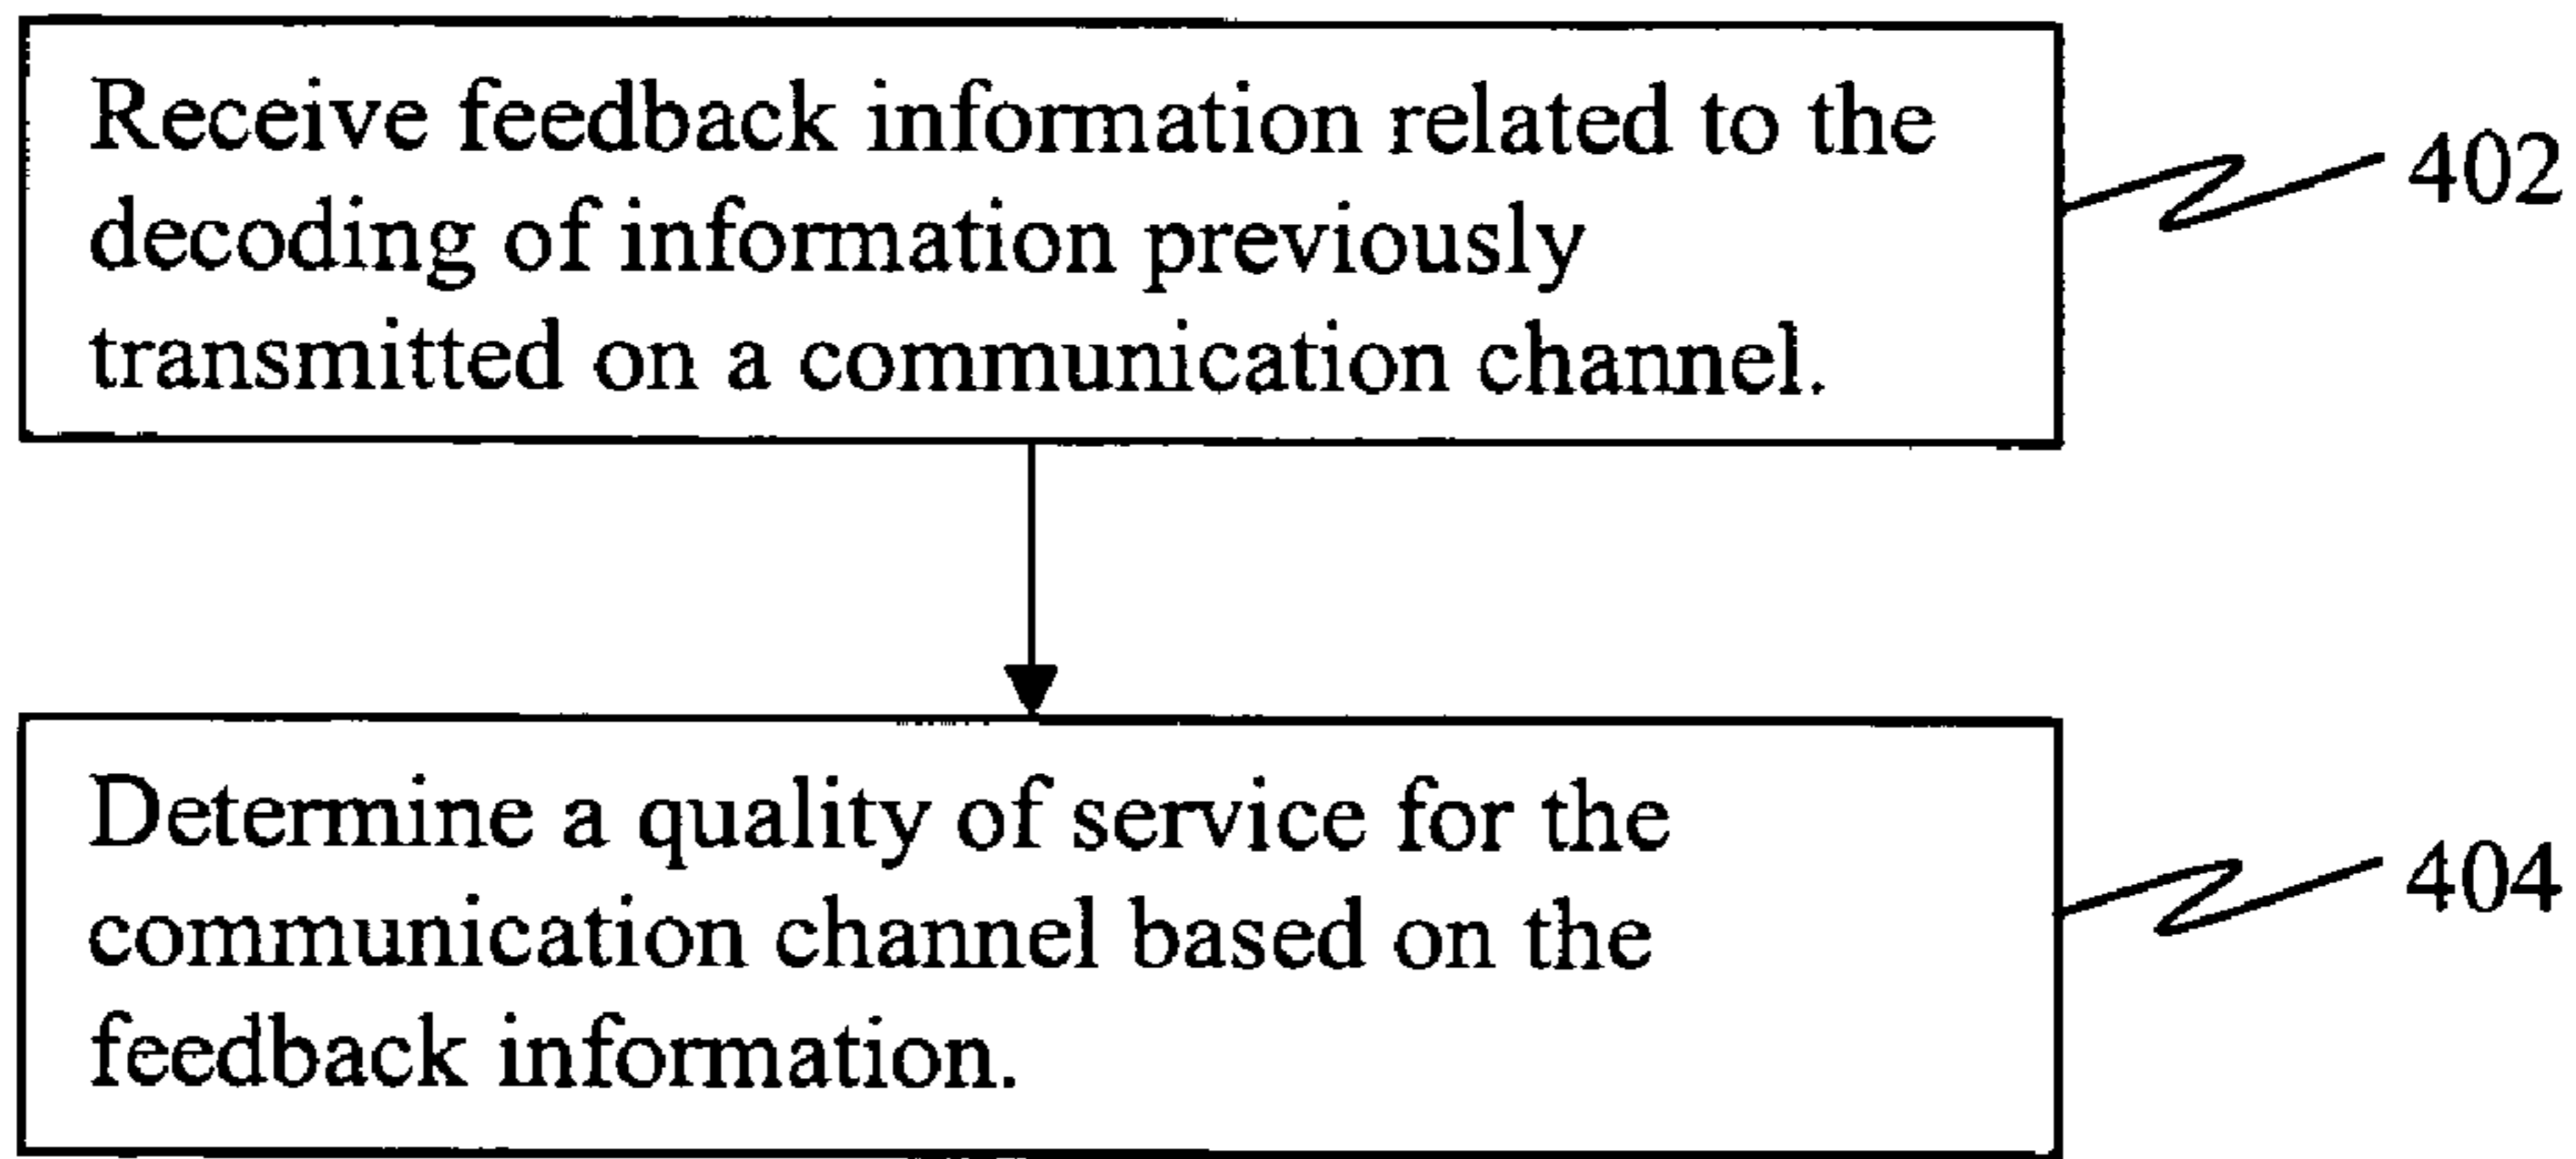 Receive feedback information related to the
decoding of information previously
transmitted on a communication channel.
402
Determine a quality of service for the
communication channel based on the
feedback information.
404